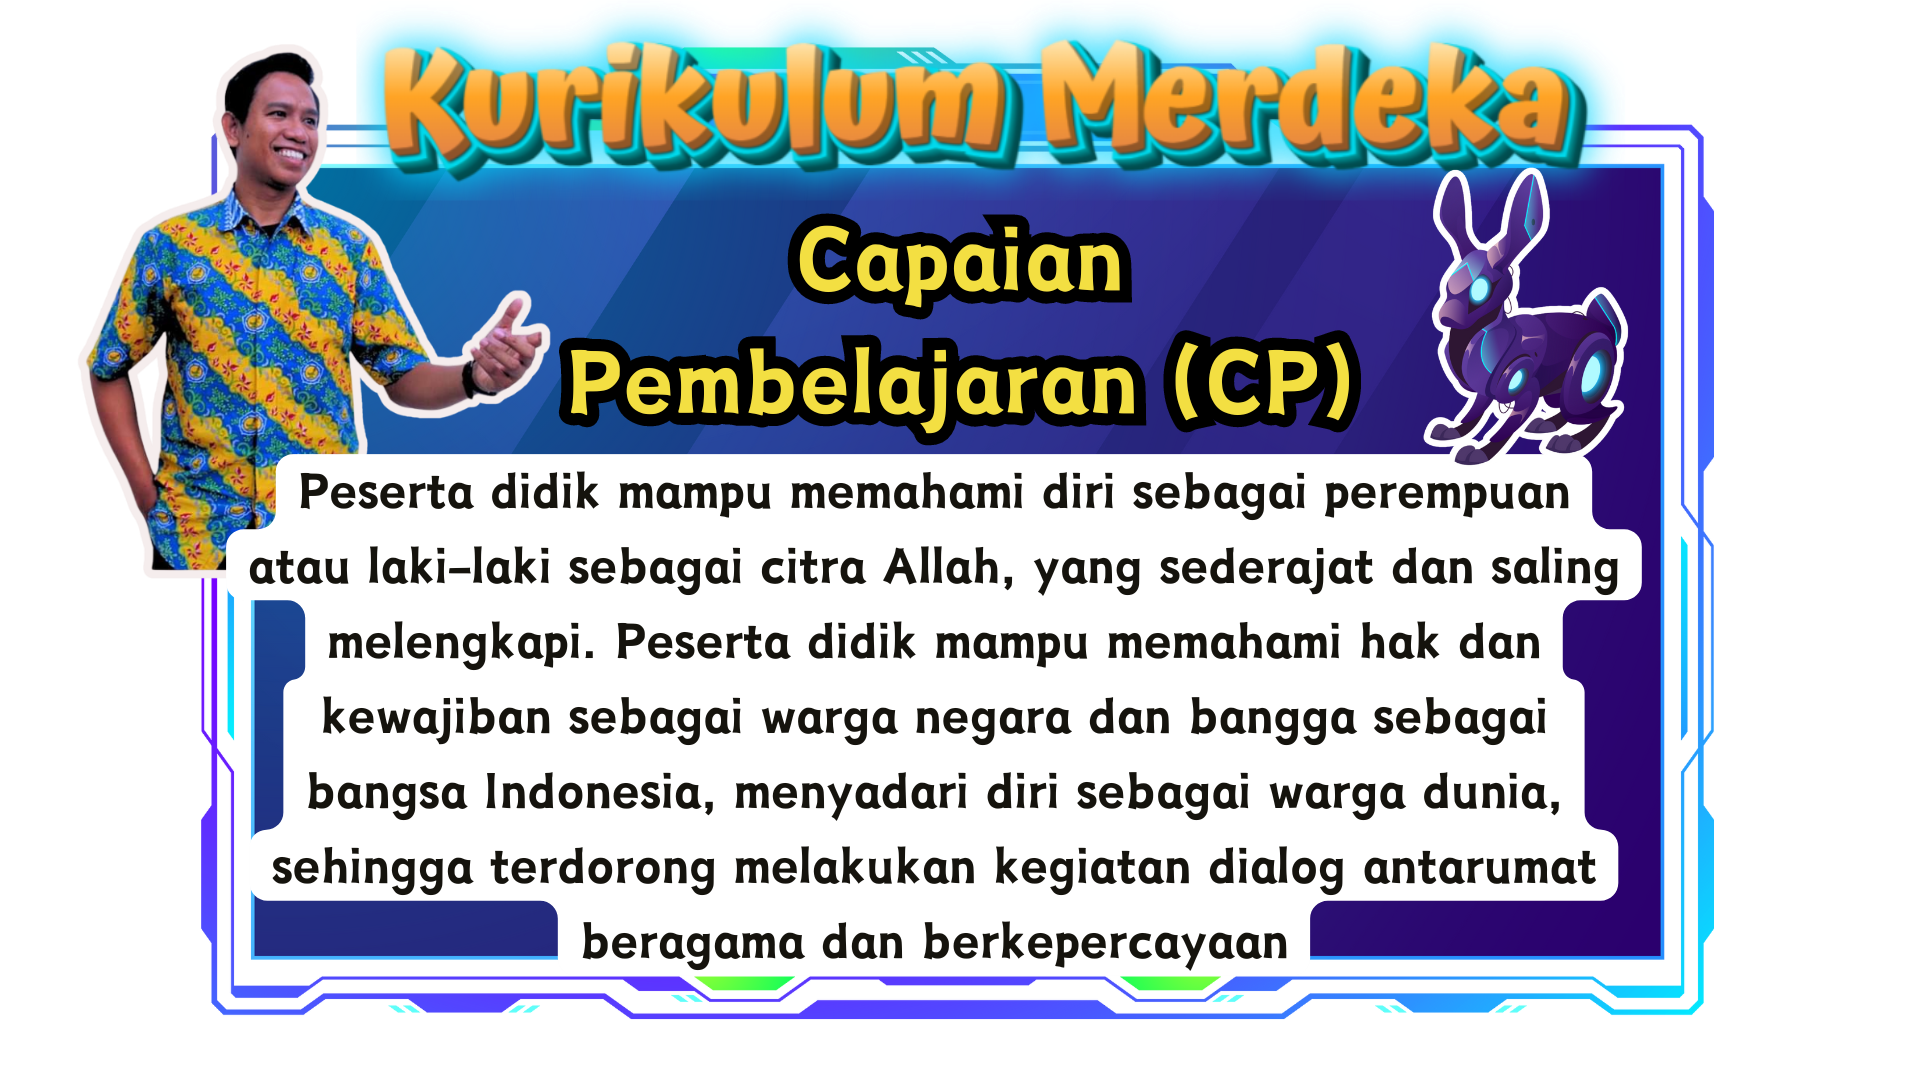 Kurikulum Merdeka
Capaian
Pembelajaran (CP)
Peserta didik mampu memahami diri sebagai perempuan
atau laki-laki sebagai citra Allah, yang sederajat dan saling
melengkapi. Peserta didik mampu memahami hak dan
kewajiban sebagai warga negara dan bangga sebagai
bangsa Indonesia, menyadari diri sebagai warga dunia,
sehingga terdorong melakukan kegiatan dialog antarumat
beragama dan berkepercayaan